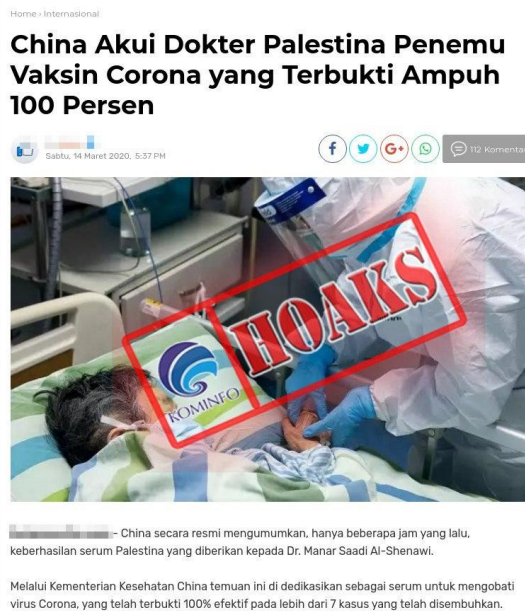 Home › Internasional
China Akui Dokter Palestina Penemu
Vaksin Corona yang Terbukti Ampuh
100 Persen
Sabtu, 14 Maret 2020, 5:37 PM
f G+ 112 Komentar
HOAKS
KOMINFO
- China secara resmi mengumumkan, hanya beberapa jam yang lalu,
keberhasilan serum Palestina yang diberikan kepada Dr. Manar Saadi Al-Shenawi.
Melalui Kementerian Kesehatan China temuan ini di dedikasikan sebagai serum untuk mengobati
virus Corona, yang telah terbukti 100% efektif pada lebih dari 7 kasus yang telah disembuhkan.